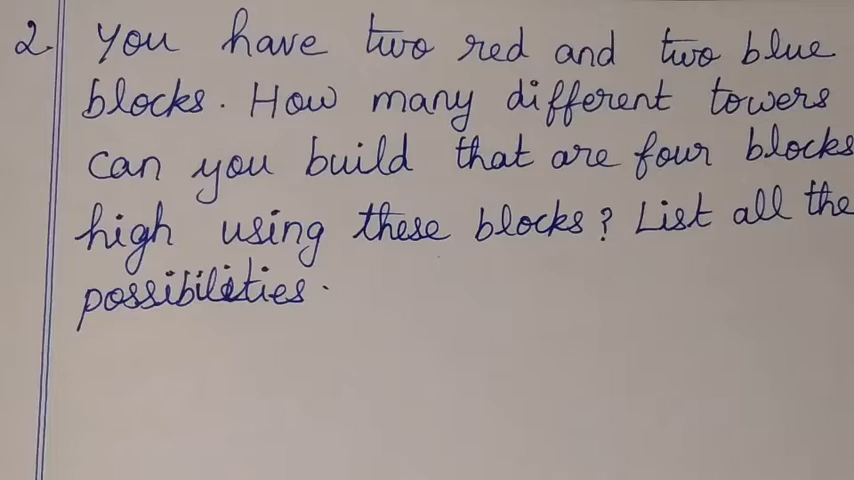 2. You have two red and two blue
blocks. How many different towers
can you build that are four blocks
high using these blocks? List all the
possibilities.